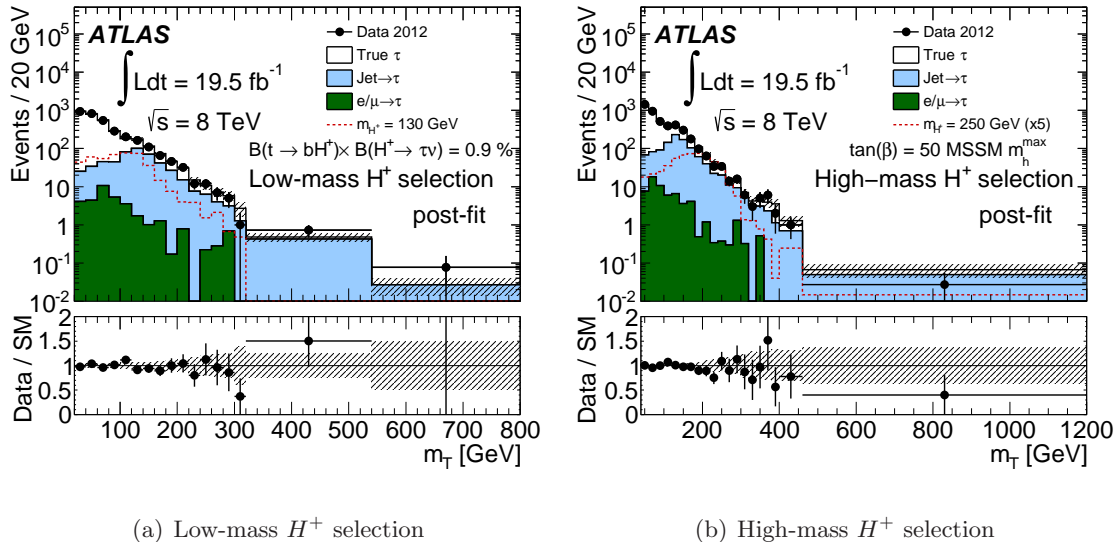 Events / 20 GeV
10⁵
10⁴
10³
10²
10
1
10⁻¹
10⁻²
ATLAS
∫ Ldt = 19.5 fb⁻¹
√s = 8 TeV
Data 2012
True τ
Jet→τ
e/μ→τ
m_H⁺ = 130 GeV
B(t → bH⁺)× B(H⁺→ τν) = 0.9 %
Low-mass H⁺ selection
post-fit
Data / SM
2
1.5
1
0.5
0
100 200 300 400 500 600 700 800
m_T [GeV]
(a) Low-mass H⁺ selection
Events / 20 GeV
10⁵
10⁴
10³
10²
10
1
10⁻¹
10⁻²
ATLAS
∫ Ldt = 19.5 fb⁻¹
√s = 8 TeV
Data 2012
True τ
Jet→τ
e/μ→τ
m_H⁺ = 250 GeV (x5)
tan(β) = 50 MSSM m_h^max
High−mass H⁺ selection
post-fit
Data / SM
2
1.5
1
0.5
0
200 400 600 800 1000 1200
m_T [GeV]
(b) High-mass H⁺ selection